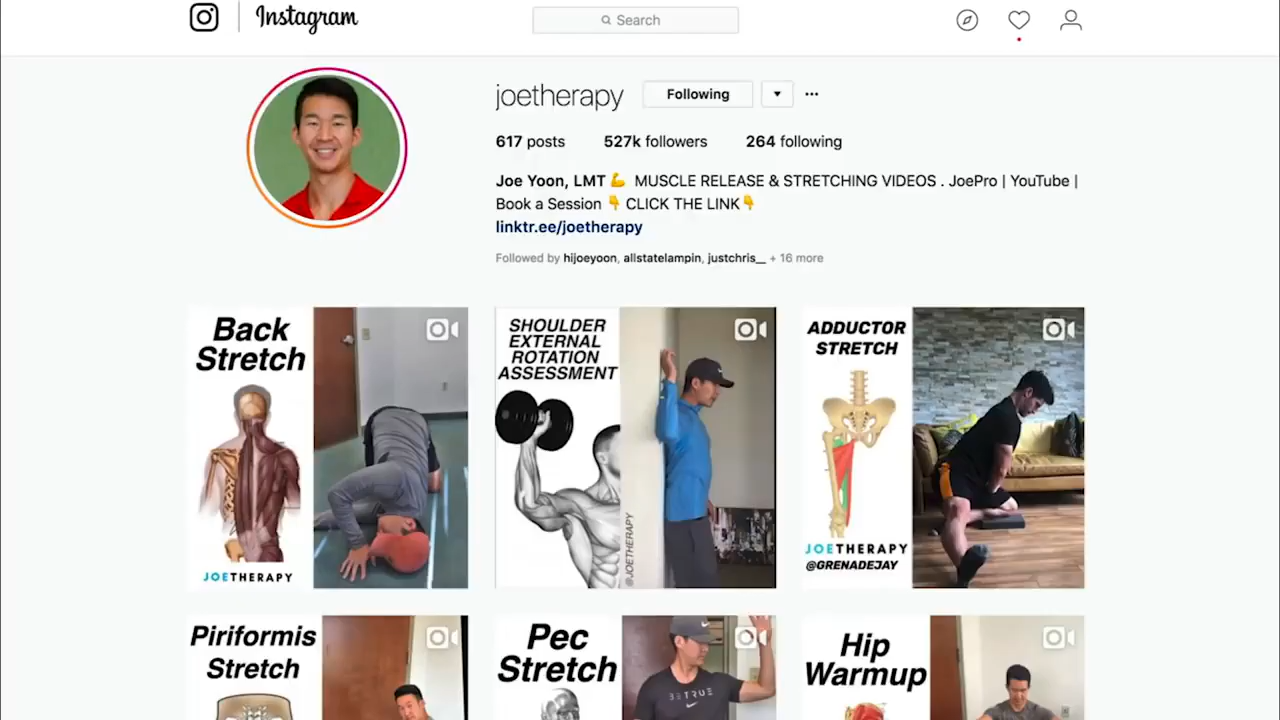 Instagram
Search
joetherapy
Following
617 posts
527k followers
264 following
Joe Yoon, LMT💪 MUSCLE RELEASE & STRETCHING VIDEOS . JoePro | YouTube |
Book a Session 👇 CLICK THE LINK👇
linktr.ee/joetherapy
Followed by hijoeyoon, allstatelampin, justchris__ + 16 more
Back
Stretch
JOETHERAPY
SHOULDER
EXTERNAL
ROTATION
ASSESSMENT
@JOETHERAPY
ADDUCTOR
STRETCH
JOETHERAPY
@GRENADEJAY
Piriformis
Stretch
Pec
Stretch
BETRUE
Hip
Warmup